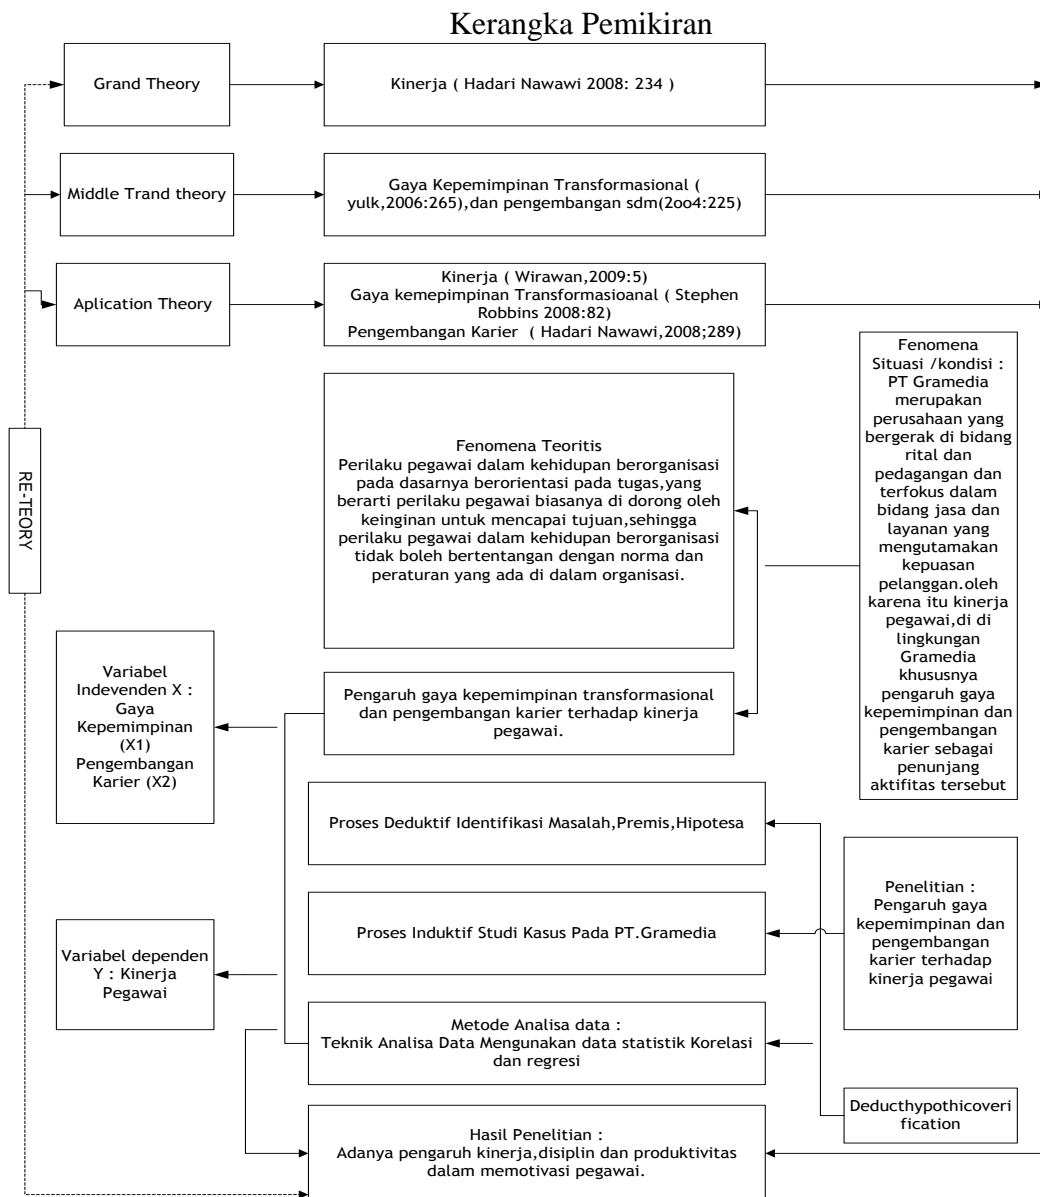 Kerangka Pemikiran
Grand Theory
Kinerja ( Hadari Nawawi 2008: 234 )
Middle Trand theory
Gaya Kepemimpinan Transformasional (
yulk,2006:265),dan pengembangan sdm(2oo4:225)
Aplication Theory
Kinerja ( Wirawan,2009:5)
Gaya kemepimpinan Transformasioanal ( Stephen
Robbins 2008:82)
Pengembangan Karier  ( Hadari Nawawi,2008;289)
Fenomena
Situasi /kondisi :
PT Gramedia
merupakan
perusahaan yang
bergerak di bidang
rital dan
pedagangan dan
terfokus dalam
bidang jasa dan
layanan yang
mengutamakan
kepuasan
pelanggan.oleh
karena itu kinerja
pegawai,di di
lingkungan
Gramedia
khususnya
pengaruh gaya
kepemimpinan dan
pengembangan
karier sebagai
penunjang
aktifitas tersebut
Fenomena Teoritis
Perilaku pegawai dalam kehidupan berorganisasi
pada dasarnya berorientasi pada tugas,yang
berarti perilaku pegawai biasanya di dorong oleh
keinginan untuk mencapai tujuan,sehingga
perilaku pegawai dalam kehidupan berorganisasi
tidak boleh bertentangan dengan norma dan
peraturan yang ada di dalam organisasi.
RE-TEORY
Variabel
Indevenden X :
Gaya
Kepemimpinan
(X1)
Pengembangan
Karier (X2)
Pengaruh gaya kepemimpinan transformasional
dan pengembangan karier terhadap kinerja
pegawai.
Proses Deduktif Identifikasi Masalah,Premis,Hipotesa
Penelitian :
Pengaruh gaya
kepemimpinan dan
pengembangan
karier terhadap
kinerja pegawai
Proses Induktif Studi Kasus Pada PT.Gramedia
Variabel dependen
Y : Kinerja
Pegawai
Metode Analisa data :
Teknik Analisa Data Mengunakan data statistik Korelasi
dan regresi
Deducthypothicoveri
fication
Hasil Penelitian :
Adanya pengaruh kinerja,disiplin dan produktivitas
dalam memotivasi pegawai.